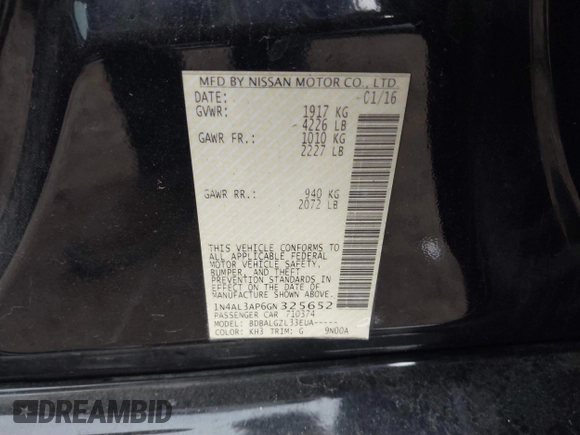 MFD BY NISSAN MOTOR CO., LTD.
DATE: 01/16
GVWR: 1917 KG
4226 LB
GAWR FR.: 1010 KG
2227 LB
GAWR RR.: 940 KG
2072 LB
THIS VEHICLE CONFORMS TO
ALL APPLICABLE FEDERAL
MOTOR VEHICLE SAFETY,
BUMPER, AND THEFT
PREVENTION STANDARDS IN
EFFECT ON THE DATE OF
MANUFACTURE SHOWN ABOVE.
1N4AL3AP6GN325652
PASSENGER CAR 710374
MODEL: BDBALGZL33EUA-----
COLOR: KH3 TRIM: G 9N00A
DREAMBID